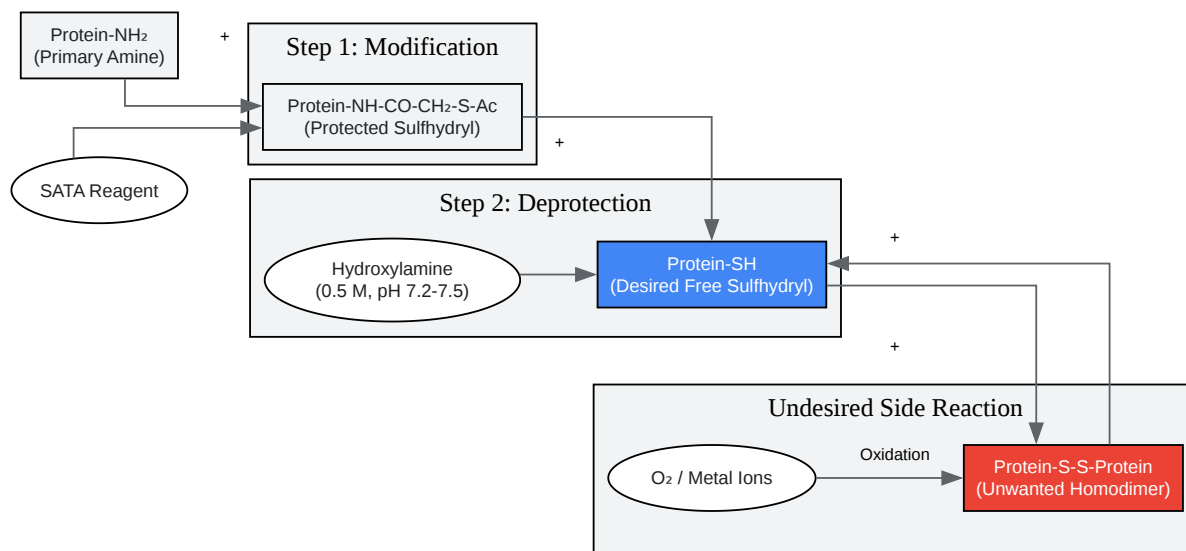 Protein-NH₂
(Primary Amine)
+
Step 1: Modification
Protein-NH-CO-CH₂-S-Ac
(Protected Sulfhydryl)
+
SATA Reagent
Step 2: Deprotection
Hydroxylamine
(0.5 M, pH 7.2-7.5)
Protein-SH
(Desired Free Sulfhydryl)
+
+
Undesired Side Reaction
O₂ / Metal Ions
Oxidation
Protein-S-S-Protein
(Unwanted Homodimer)